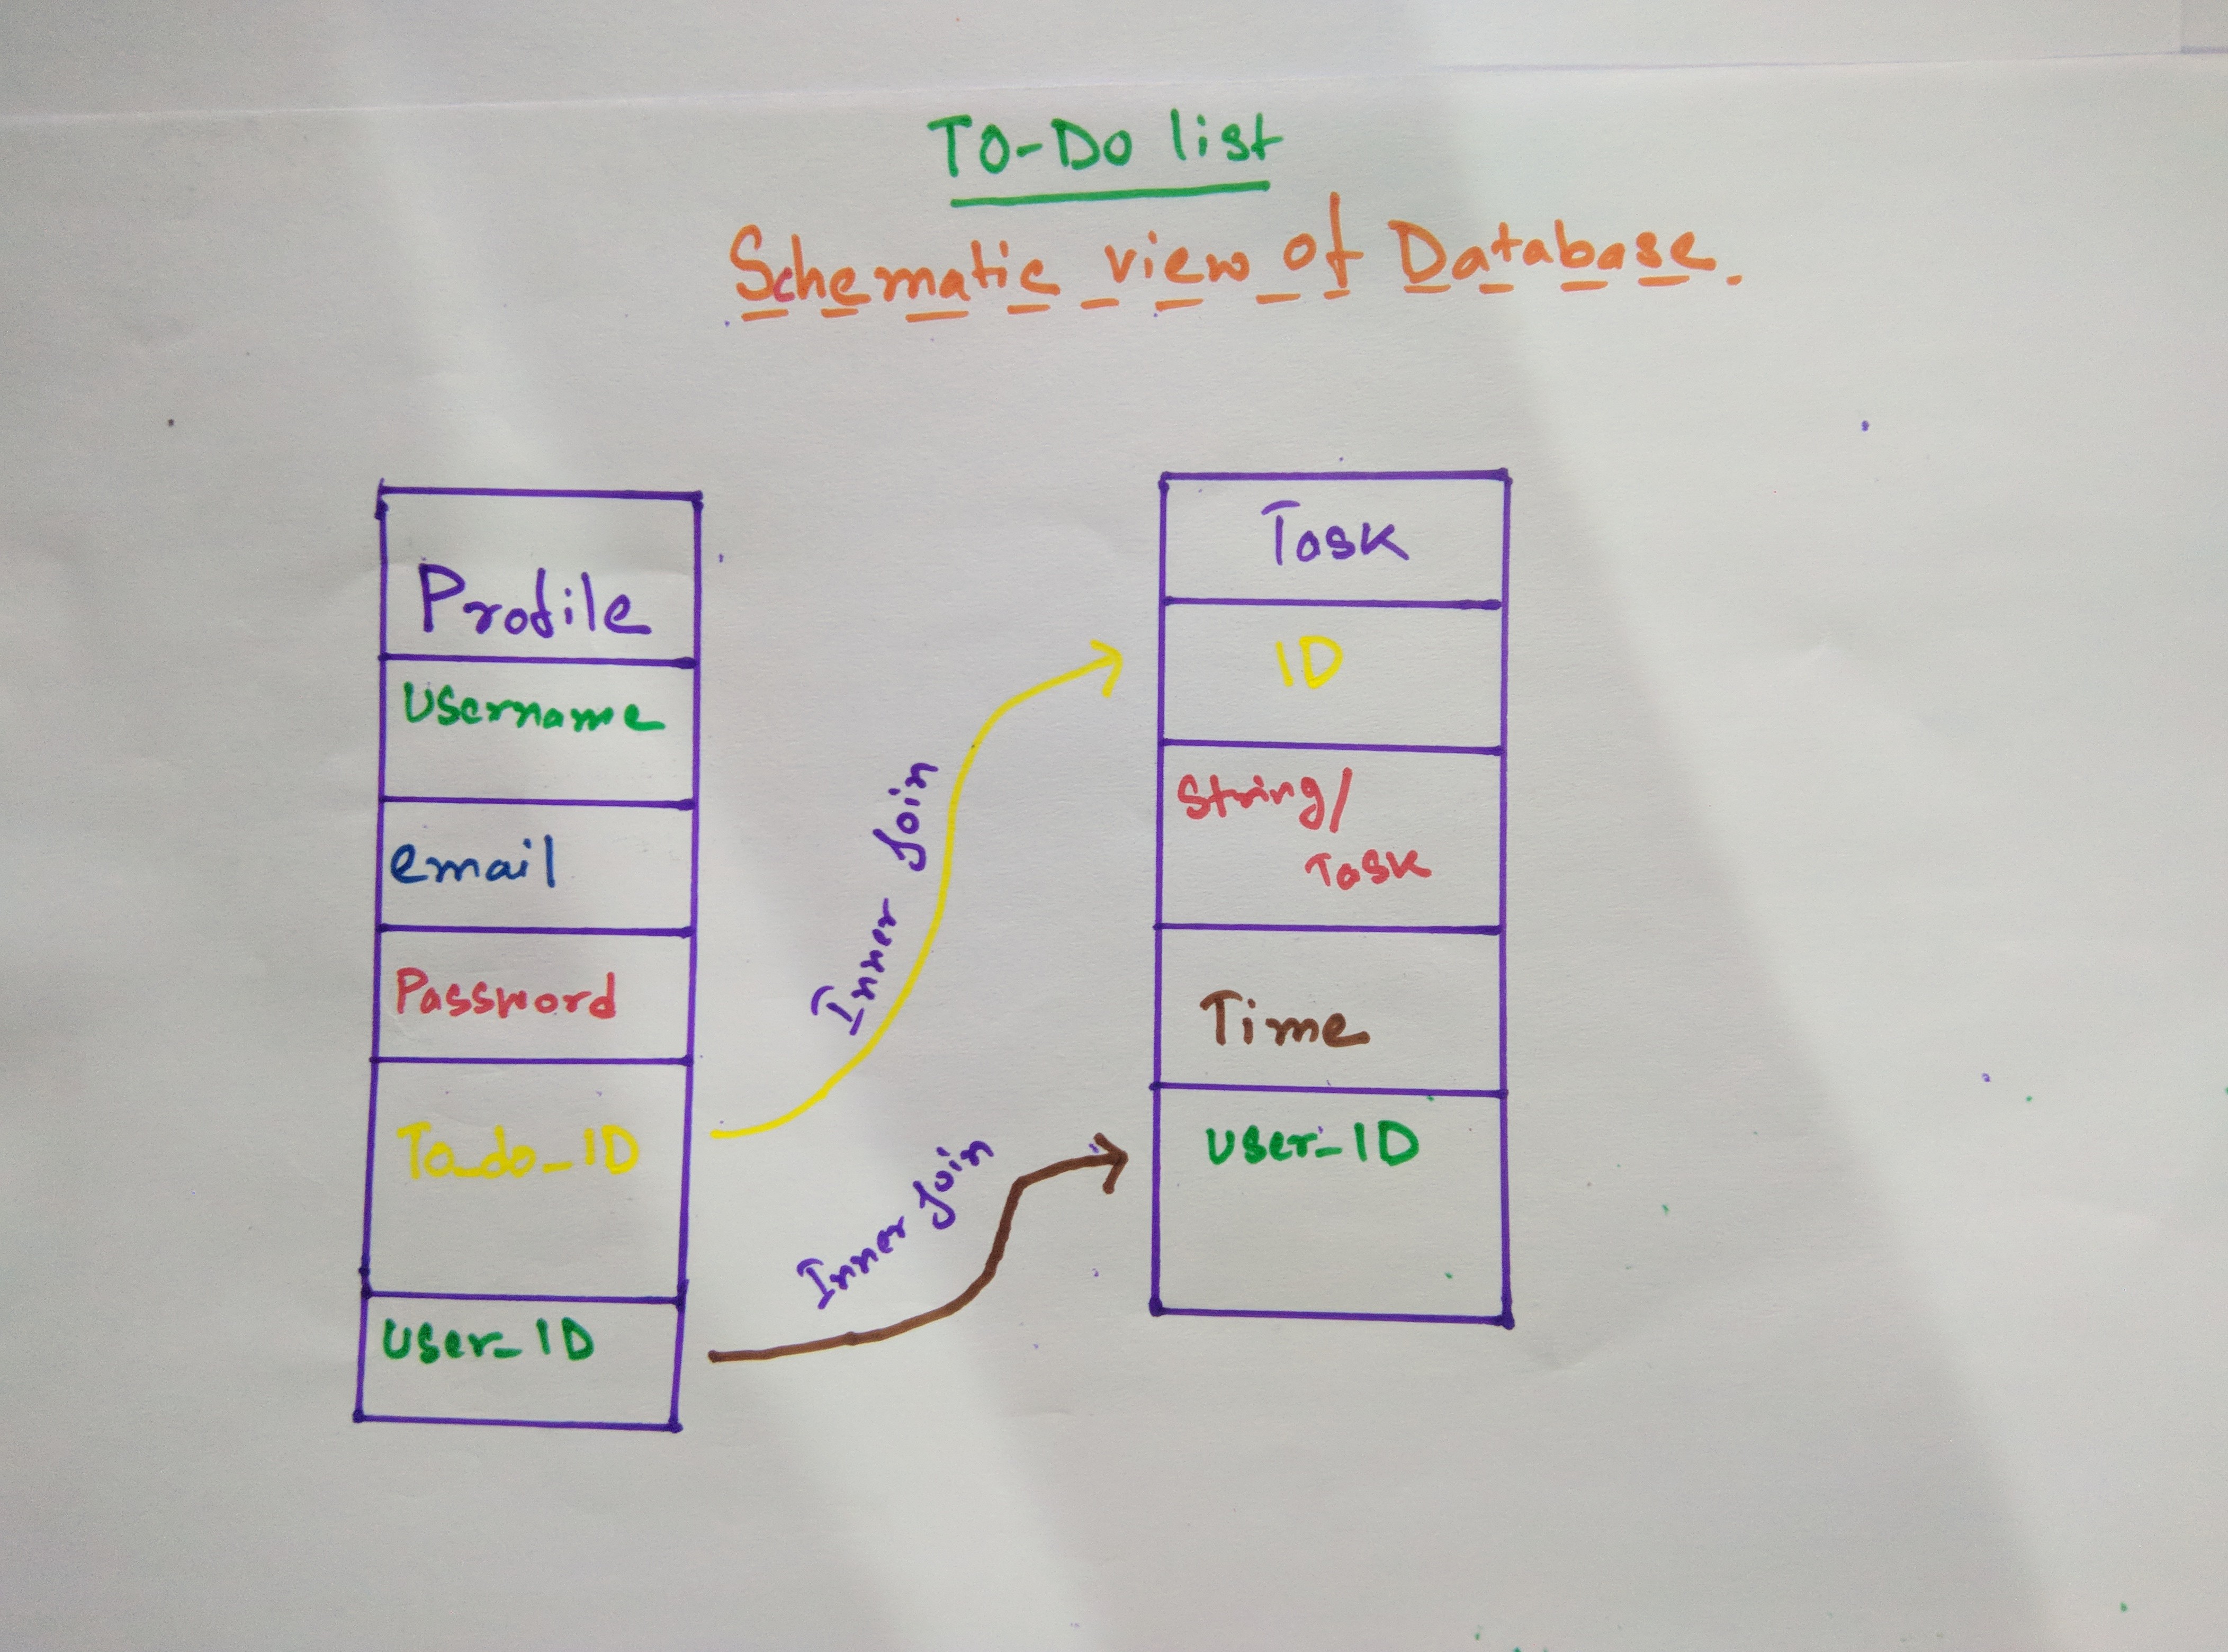 TO-Do list
Schematic view of Database.
Profile
Username
email
Password
To_do_ID
User_ID
Inner Join
Inner Join
Task
ID
String/
Task
Time
User_ID